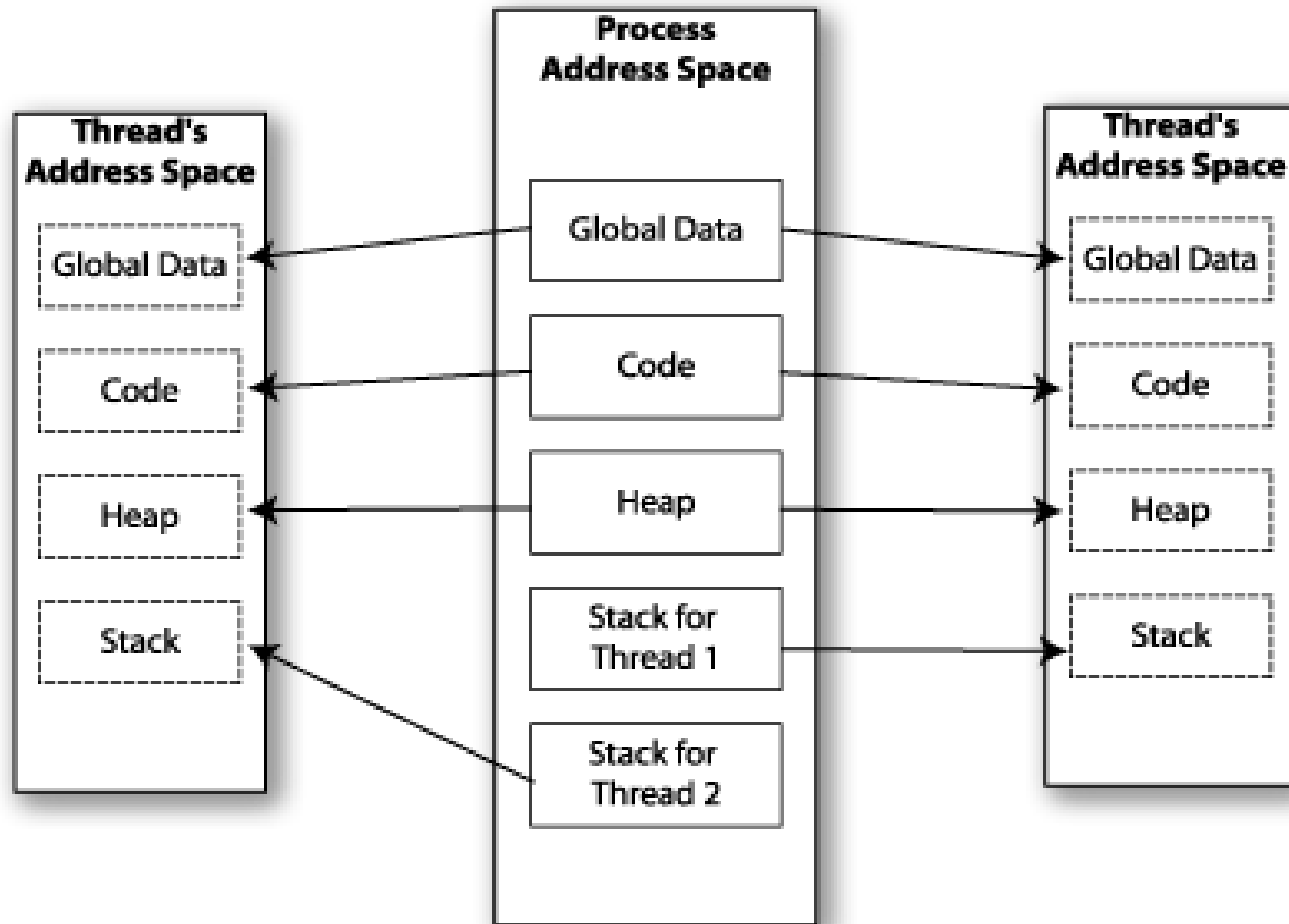 Process
Address Space
Thread's
Address Space
Global Data
Code
Heap
Stack
Global Data
Code
Heap
Stack for
Thread 1
Stack for
Thread 2
Thread's
Address Space
Global Data
Code
Heap
Stack